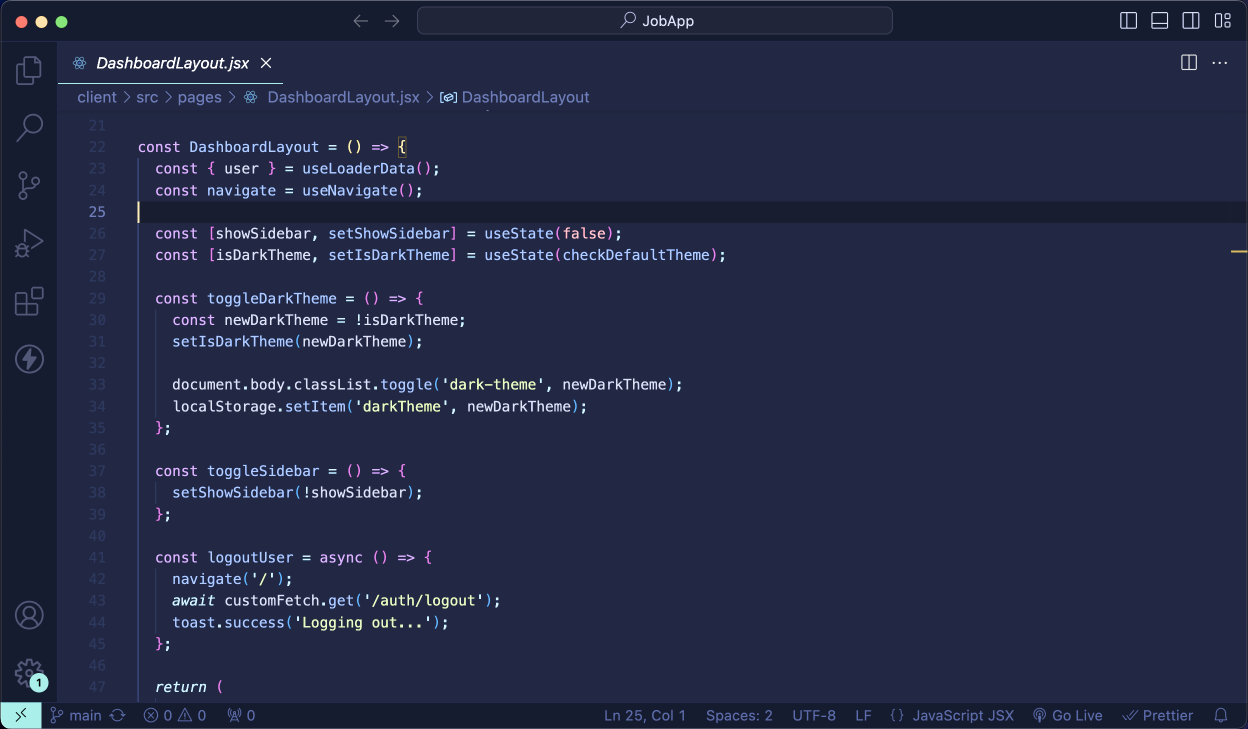 JobApp
DashboardLayout.jsx
client > src > pages > DashboardLayout.jsx > DashboardLayout
21
22 const DashboardLayout = () => {
23 const { user } = useLoaderData();
24 const navigate = useNavigate();
25
26 const [showSidebar, setShowSidebar] = useState(false);
27 const [isDarkTheme, setIsDarkTheme] = useState(checkDefaultTheme);
28
29 const toggleDarkTheme = () => {
30 const newDarkTheme = !isDarkTheme;
31 setIsDarkTheme(newDarkTheme);
32
33 document.body.classList.toggle('dark-theme', newDarkTheme);
34 localStorage.setItem('darkTheme', newDarkTheme);
35 };
36
37 const toggleSidebar = () => {
38 setShowSidebar(!showSidebar);
39 };
40
41 const logoutUser = async () => {
42 navigate('/');
43 await customFetch.get('/auth/logout');
44 toast.success('Logging out...');
45 };
46
47 return (
1
main 0 0 0 Ln 25, Col 1 Spaces: 2 UTF-8 LF {} JavaScript JSX Go Live Prettier